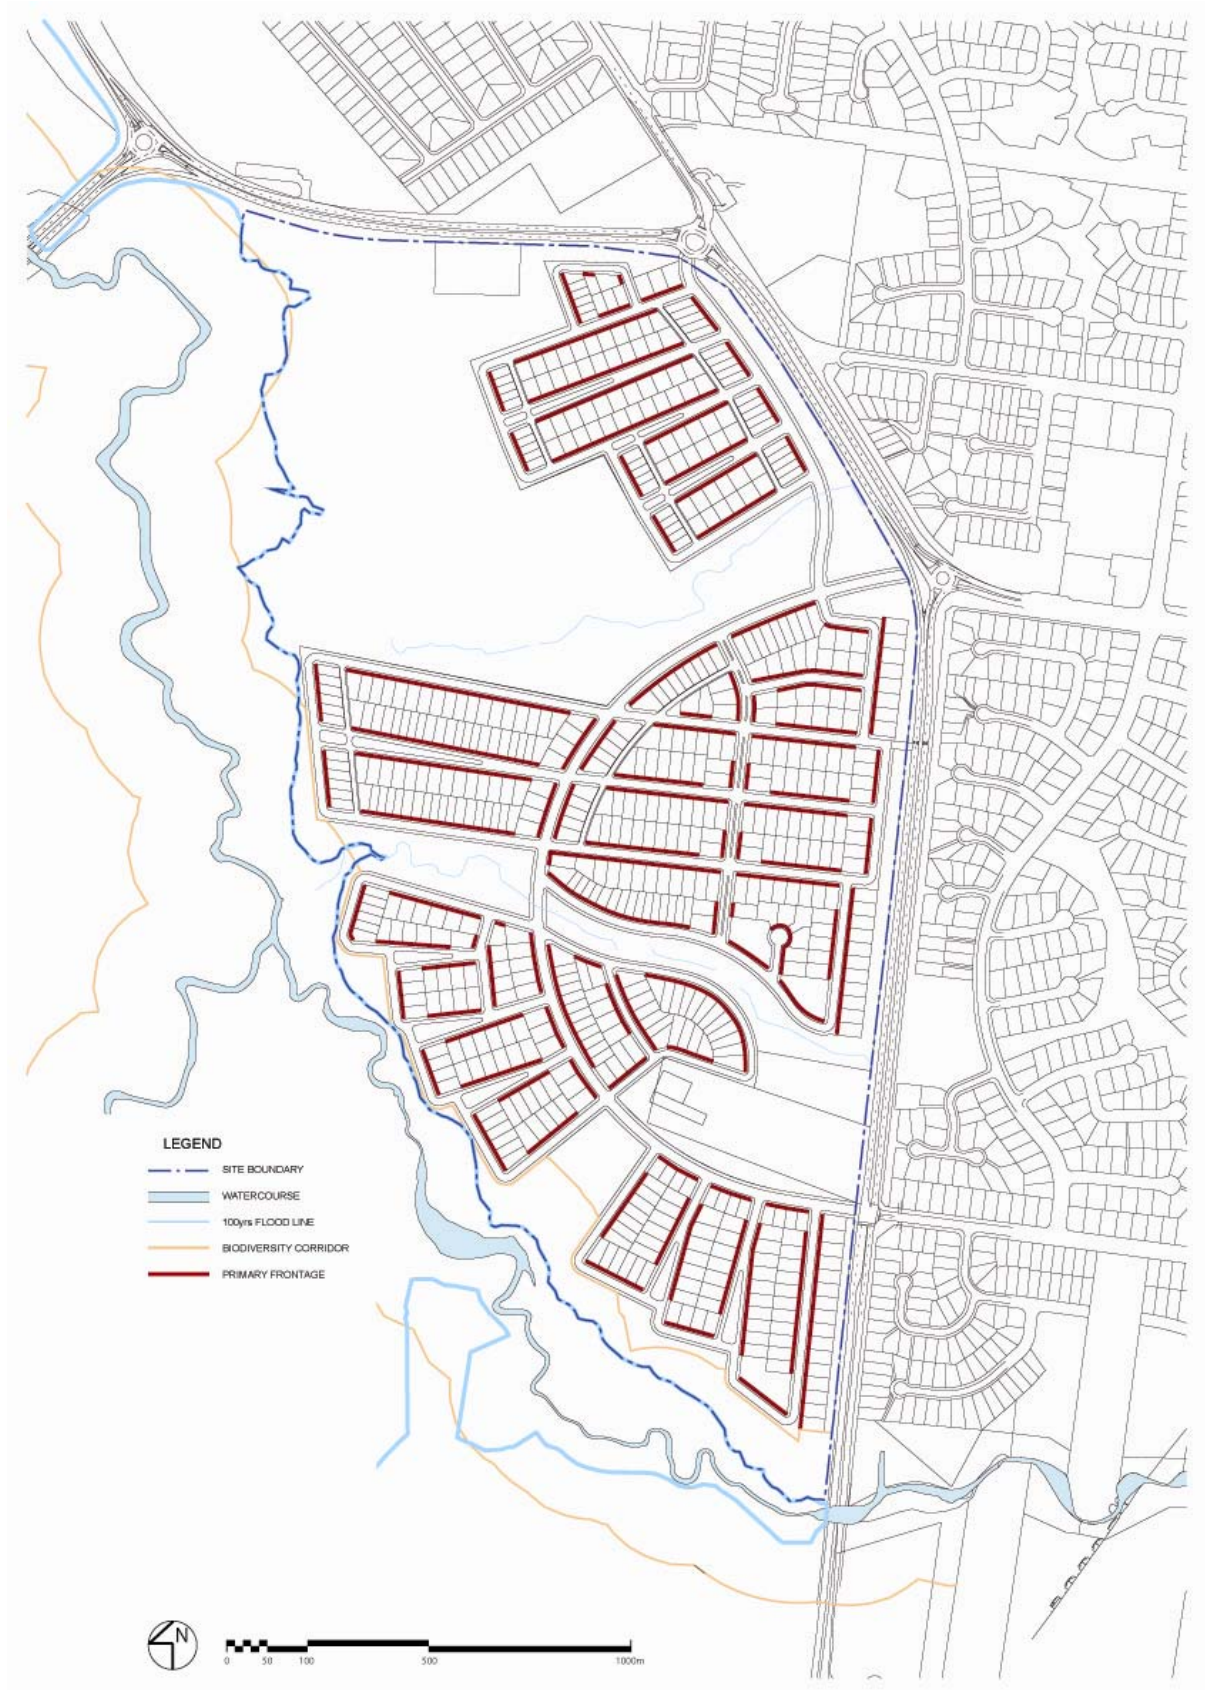 LEGEND
SITE BOUNDARY
WATERCOURSE
100yrs FLOOD LINE
BIODIVERSITY CORRIDOR
PRIMARY FRONTAGE
N
0 50 100 500 1000m